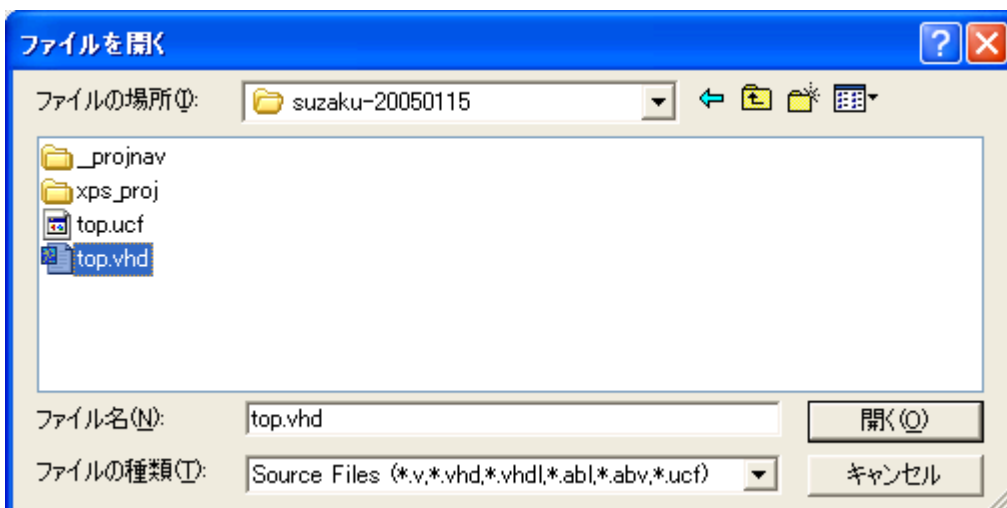 ファイルを開く
ファイルの場所(I): suzaku-20050115
_projnav
xps_proj
top.ucf
top.vhd
ファイル名(N): top.vhd 開く(O)
ファイルの種類(T): Source Files (*.v,*.vhd,*.vhdl,*.abl,*.abv,*.ucf) キャンセル